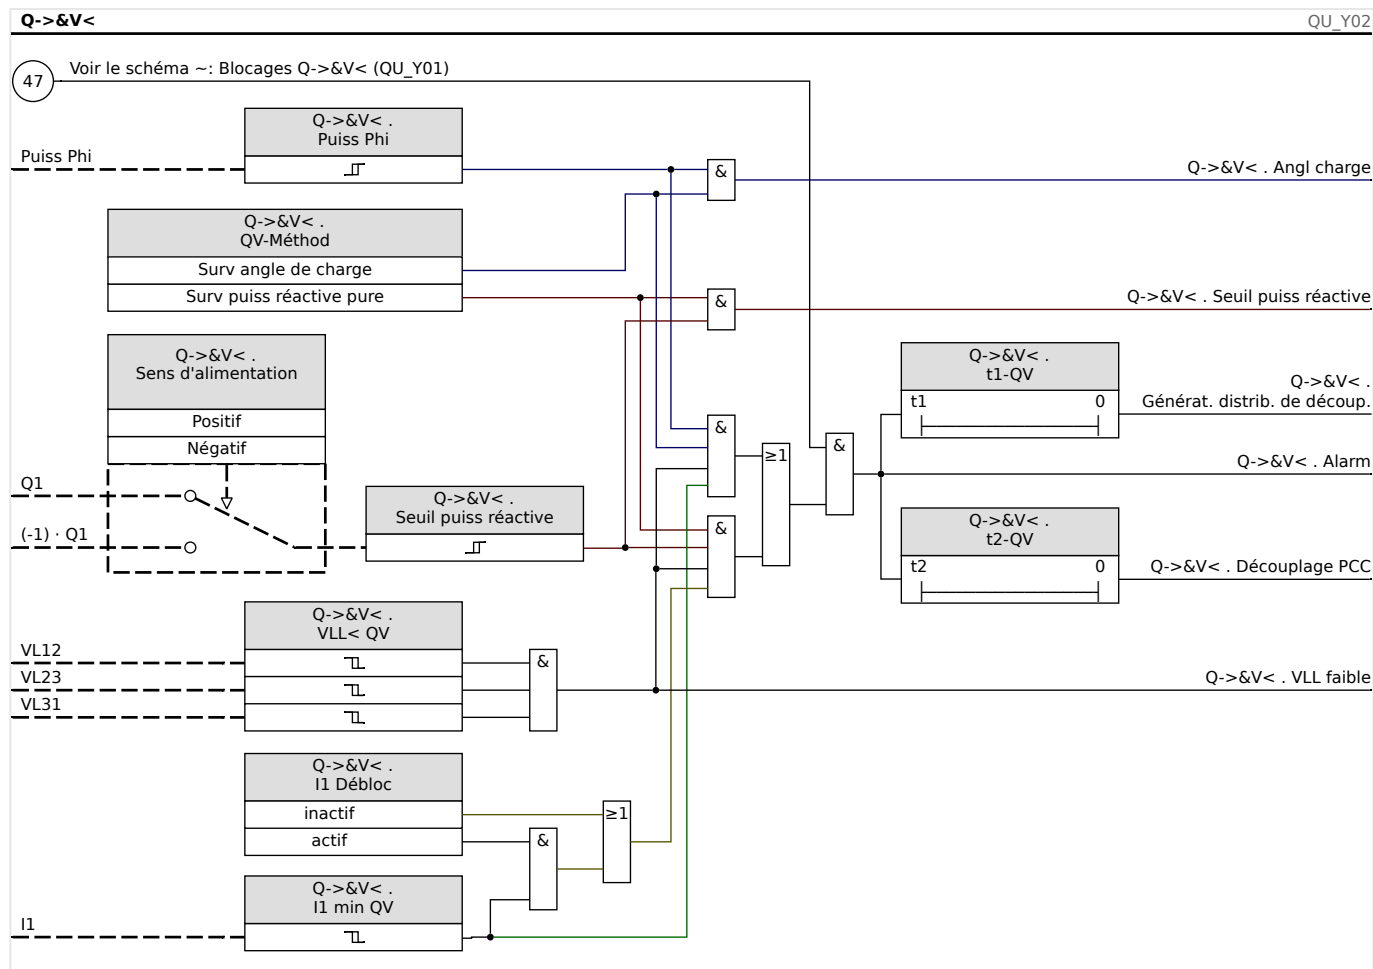 Q->&V<
QU_Y02
47
Voir le schéma ~: Blocages Q->&V< (QU_Y01)
Q->&V< .
Puiss Phi
Puiss Phi
&
Q->&V< . Angl charge
Q->&V< .
QV-Méthod
Surv angle de charge
Surv puiss réactive pure
&
Q->&V< . Seuil puiss réactive
Q->&V< .
Sens d'alimentation
Positif
Négatif
Q1
(-1) · Q1
Q->&V< .
Seuil puiss réactive
&
&
≥1
&
Q->&V< .
t1-QV
t1
0
Q->&V< .
Générat. distrib. de découp.
Q->&V< . Alarm
Q->&V< .
t2-QV
t2
0
Q->&V< . Découplage PCC
Q->&V< .
VLL< QV
VL12
VL23
VL31
&
Q->&V< . VLL faible
Q->&V< .
I1 Débloc
inactif
actif
&
≥1
Q->&V< .
I1 min QV
I1